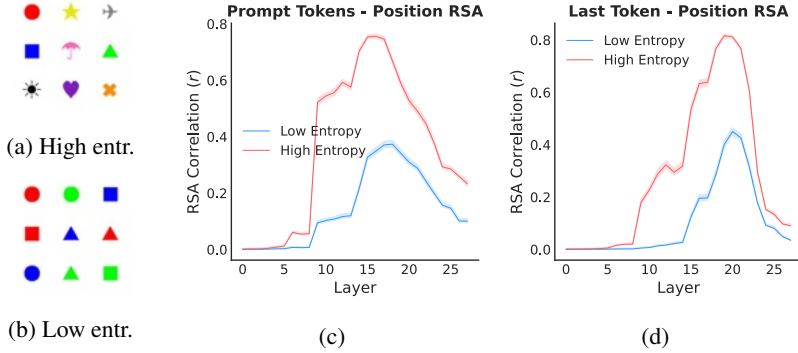 (a) High entr.
(b) Low entr.
Prompt Tokens - Position RSA
RSA Correlation (r)
0.8
0.6
0.4
0.2
0.0
Low Entropy
High Entropy
0 5 10 15 20 25
Layer
(c)
Last Token - Position RSA
RSA Correlation (r)
0.8
0.6
0.4
0.2
0.0
Low Entropy
High Entropy
0 5 10 15 20 25
Layer
(d)